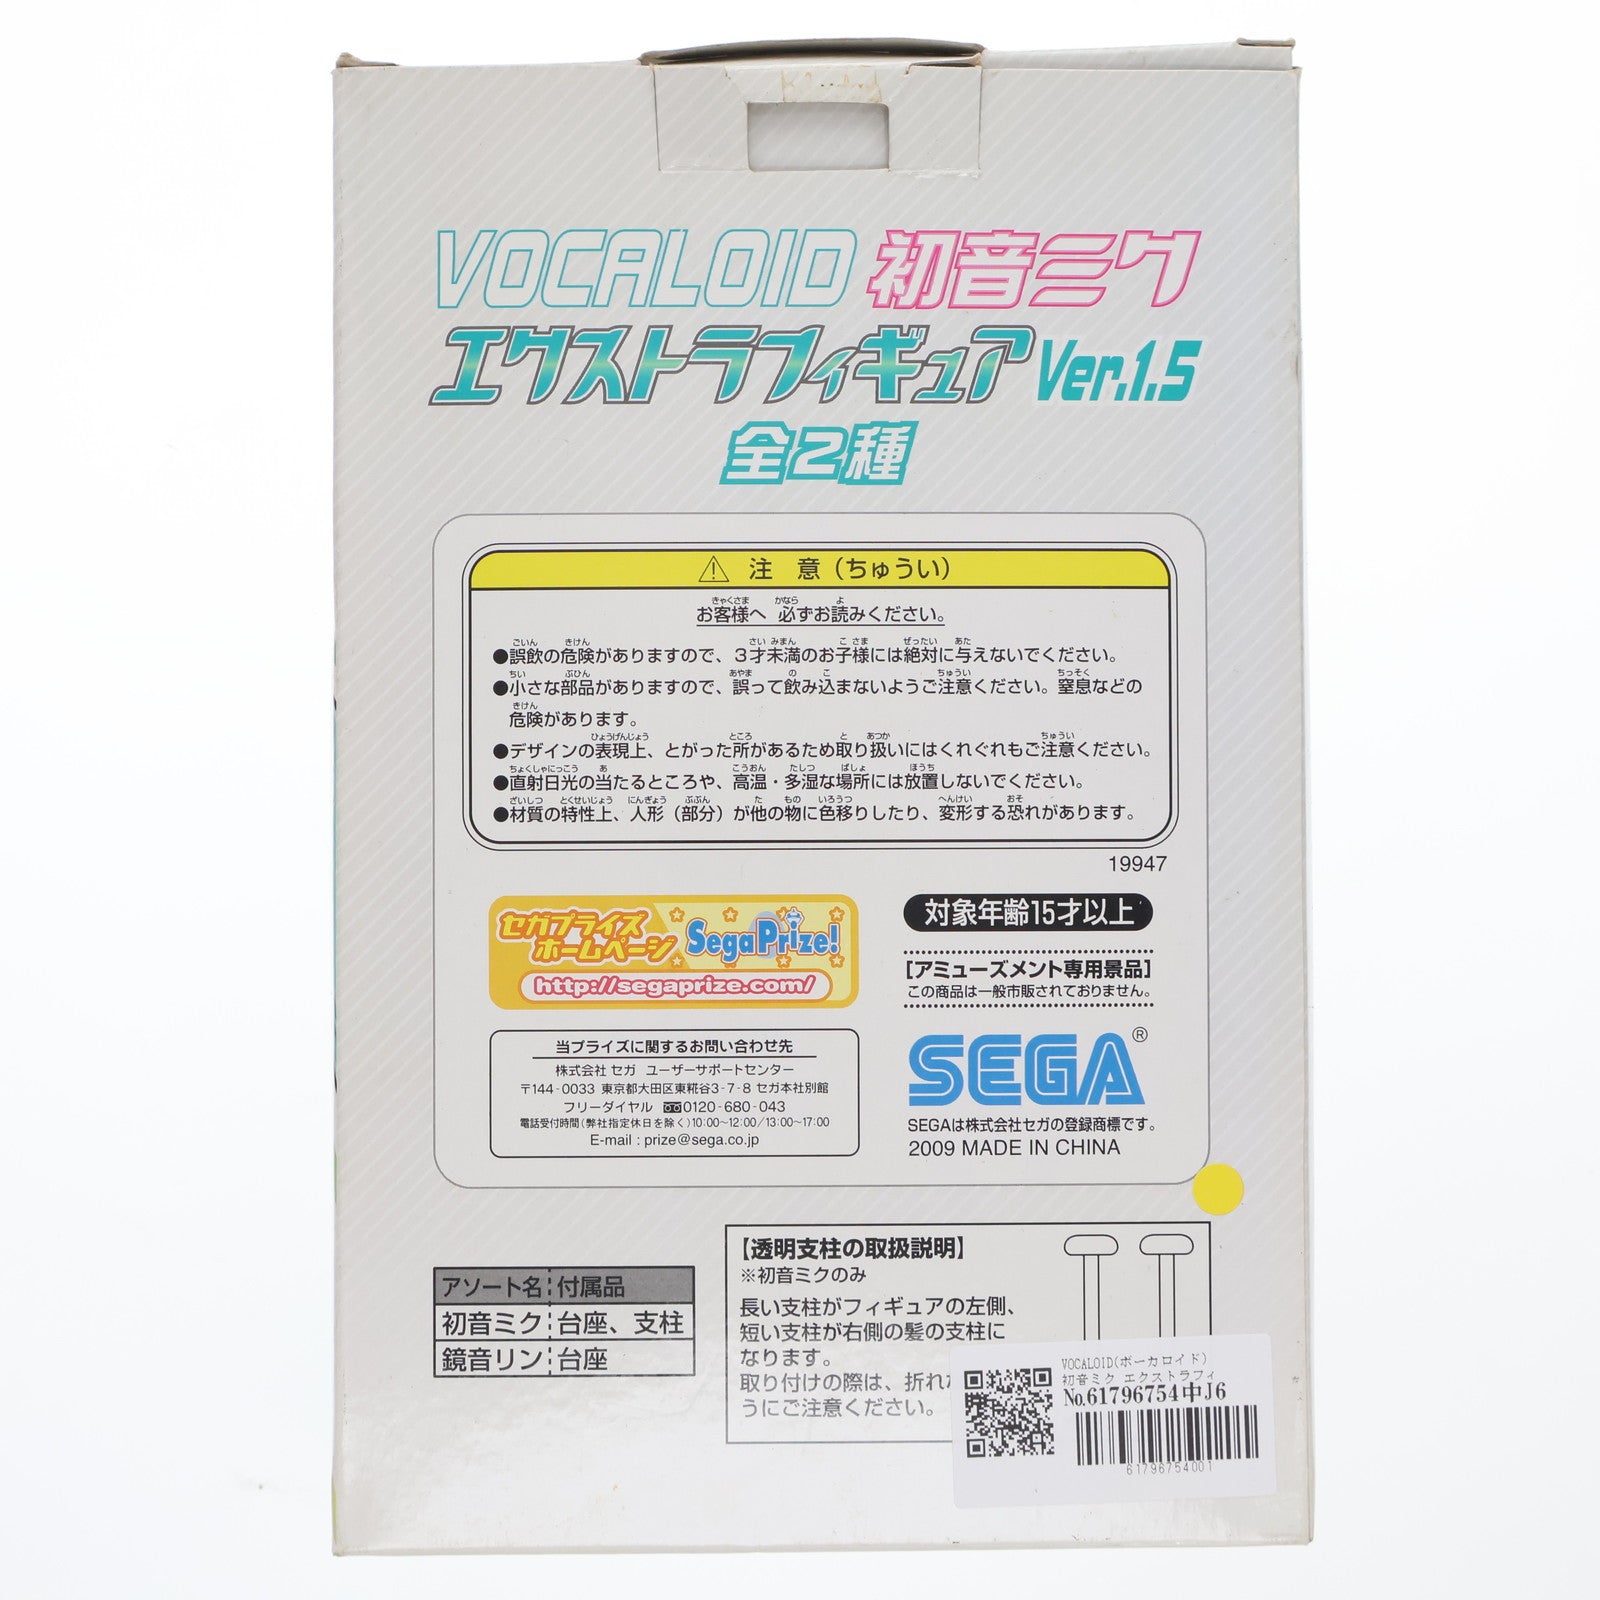 VOCALOID 初音ミク
エクストラフィギュア Ver.1.5
全2種
⚠ 注 意(ちゅうい)
お客様へ 必ずお読みください。
●誤飲の危険がありますので、3才未満のお子様には絶対に与えないでください。
●小さな部品がありますので、誤って飲み込まないようご注意ください。窒息などの
危険があります。
●デザインの表現上、とがった所があるため取り扱いにはくれぐれもご注意ください。
●直射日光の当たるところや、高温・多湿な場所には放置しないでください。
●材質の特性上、人形(部分)が他の物に色移りしたり、変形する恐れがあります。
19947
セガプライズ
ホームページ
SegaPrize!
http://segaprize.com/
対象年齢15才以上
[アミューズメント専用景品]
この商品は一般市販されておりません。
当プライズに関するお問い合わせ先
株式会社 セガ ユーザーサポートセンター
〒144-0033 東京都大田区東糀谷3-7-8 セガ本社別館
フリーダイヤル 0120-680-043
電話受付時間(弊社指定休日を除く)10:00~12:00/13:00~17:00
E-mail : prize@sega.co.jp
SEGA®
SEGAは株式会社セガの登録商標です。
2009 MADE IN CHINA
アソート名 付属品
初音ミク 台座、支柱
鏡音リン 台座
【透明支柱の取扱説明】
※初音ミクのみ
長い支柱がフィギュアの左側、
短い支柱が右側の髪の支柱に
なります。
取り付けの際は、折れ
うにご注意ください。
VOCALOID(ボーカロイド)
初音ミク エクストラフィ
No.61796754中J6
61796754001